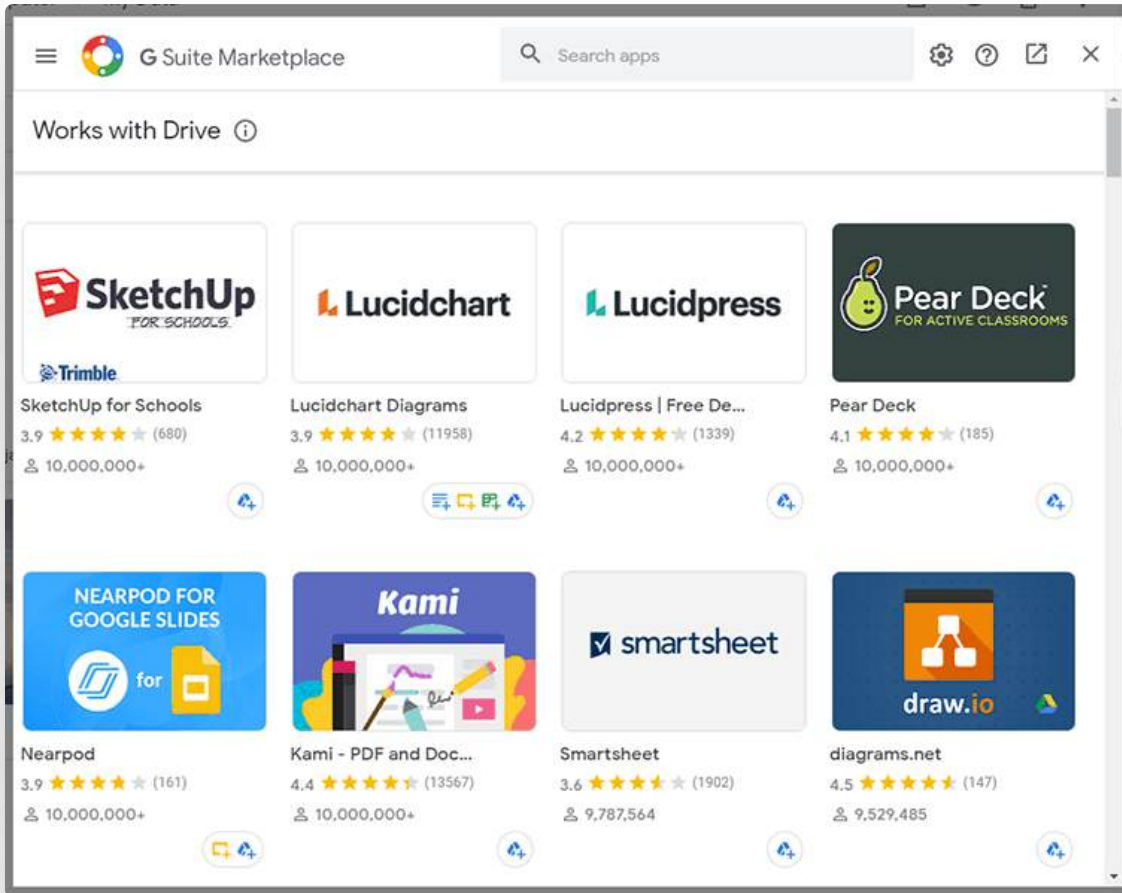 My Data
G Suite Marketplace
Search apps
Works with Drive
SketchUp
FOR SCHOOLS
Trimble
Lucidchart
Lucidpress
Pear Deck
FOR ACTIVE CLASSROOMS
SketchUp for Schools
Lucidchart Diagrams
Lucidpress | Free De...
Pear Deck
3.9 (680)
3.9 (11958)
4.2 (1339)
4.1 (185)
10,000,000+
10,000,000+
10,000,000+
10,000,000+
NEARPOD FOR
GOOGLE SLIDES
for
Kami
smartsheet
draw.io
Nearpod
Kami - PDF and Doc...
Smartsheet
diagrams.net
3.9 (161)
4.4 (13567)
3.6 (1902)
4.5 (147)
10,000,000+
10,000,000+
9,787,564
9,529,485